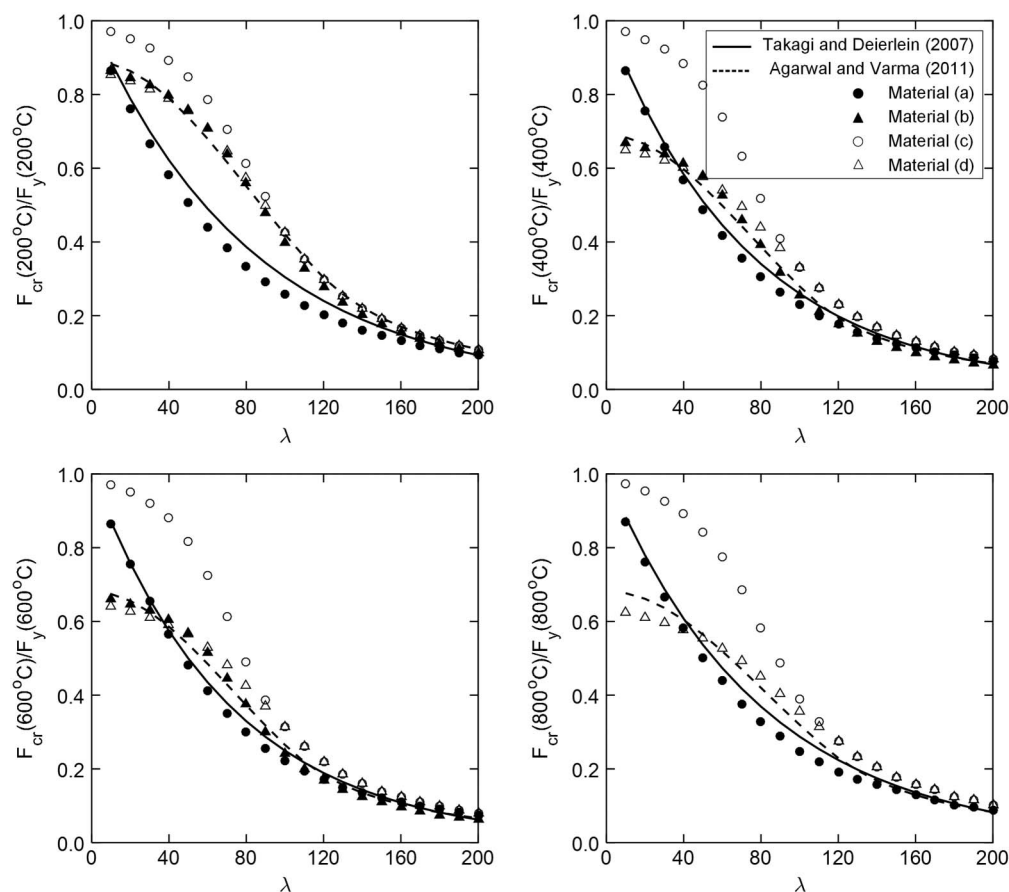 F_cr(200°C)/F_y(200°C)
1.0
0.8
0.6
0.4
0.2
0.0
0 40 80 120 160 200
λ
F_cr(400°C)/F_y(400°C)
1.0
0.8
0.6
0.4
0.2
0.0
Takagi and Deierlein (2007)
Agarwal and Varma (2011)
Material (a)
Material (b)
Material (c)
Material (d)
0 40 80 120 160 200
λ
F_cr(600°C)/F_y(600°C)
1.0
0.8
0.6
0.4
0.2
0.0
0 40 80 120 160 200
λ
F_cr(800°C)/F_y(800°C)
1.0
0.8
0.6
0.4
0.2
0.0
0 40 80 120 160 200
λ